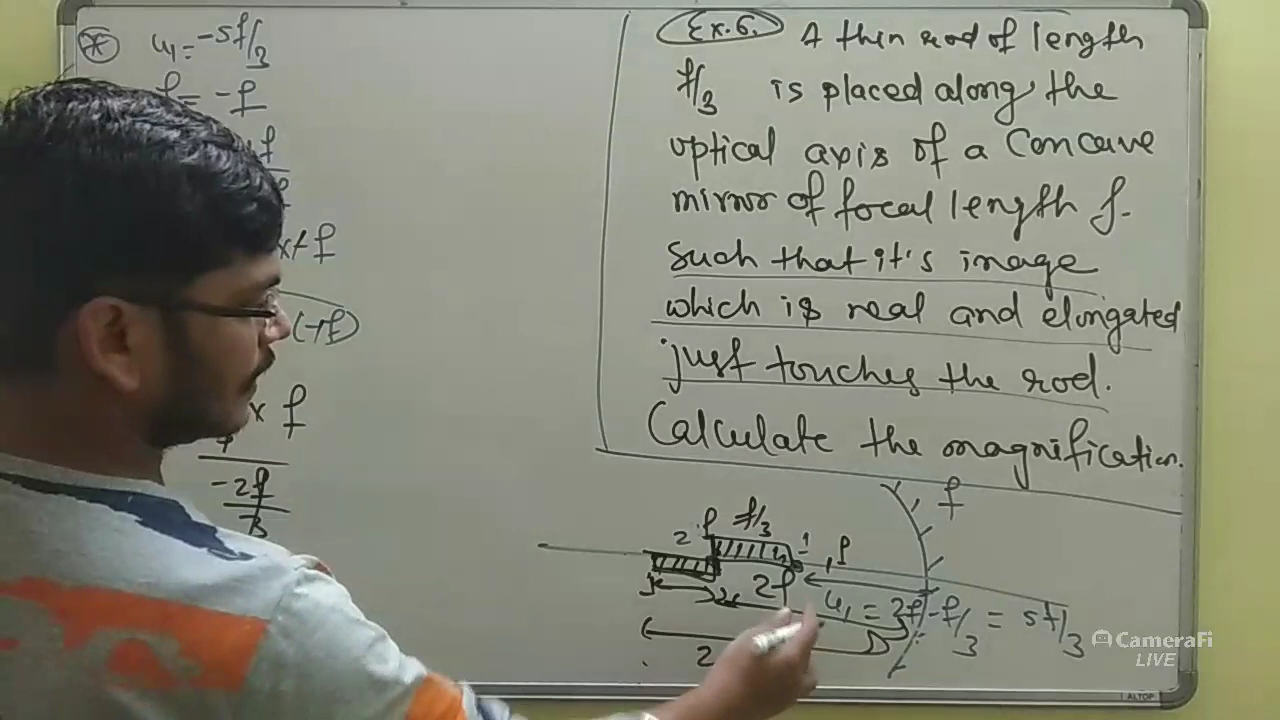 u₁ = -5f/3
f = -f
x+f
(-f)
x f
-2f
3
Ex.6. A thin rod of length
f/3 is placed along the
optical axis of a Concave
mirror of focal length f.
Such that it's image
which is real and elongated
just touches the rod.
Calculate the magnification.
f
f/3
2
1
f
2f
u₁ = 2f - f/3 = 5f/3
2
CameraFi
LIVE
ALTOP